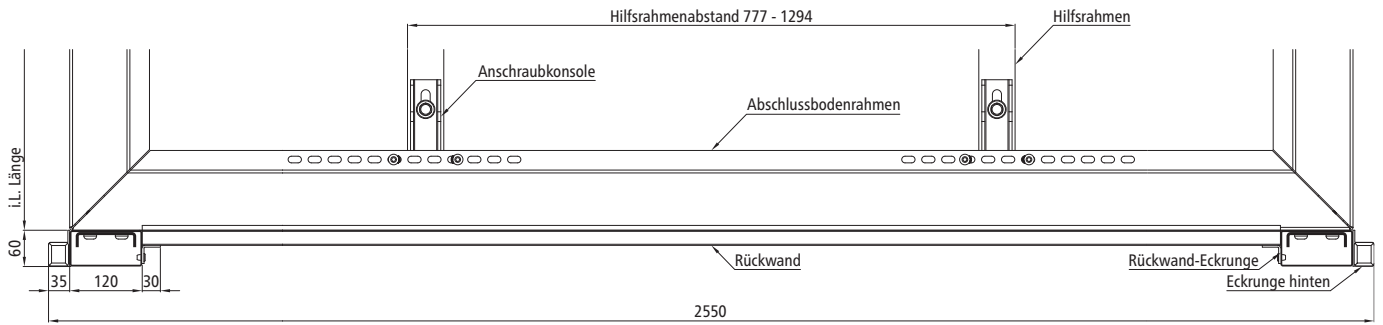 Hilfsrahmenabstand 777 - 1294
Hilfsrahmen
Anschraubkonsole
Abschlussbodenrahmen
i.L. Länge
60
Rückwand
Rückwand-Eckrunge
Eckrunge hinten
35
120
30
2550